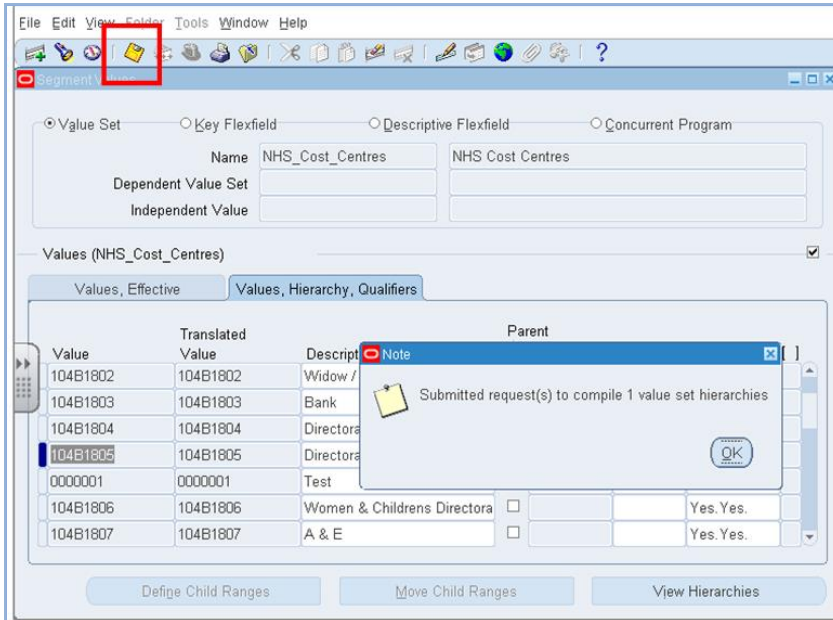 File Edit View Folder Tools Window Help
?
Segment Values
Value Set Key Flexfield Descriptive Flexfield Concurrent Program
Name NHS_Cost_Centres NHS Cost Centres
Dependent Value Set
Independent Value
Values (NHS_Cost_Centres)
Values, Effective Values, Hierarchy, Qualifiers
Parent
Translated
Value Value Descript [ ]
Note
Submitted request(s) to compile 1 value set hierarchies
OK
104B1802 104B1802 Widow /
104B1803 104B1803 Bank
104B1804 104B1804 Directora
104B1805 104B1805 Directora
0000001 0000001 Test
104B1806 104B1806 Women & Childrens Directora Yes.Yes.
104B1807 104B1807 A & E Yes.Yes.
Define Child Ranges Move Child Ranges View Hierarchies